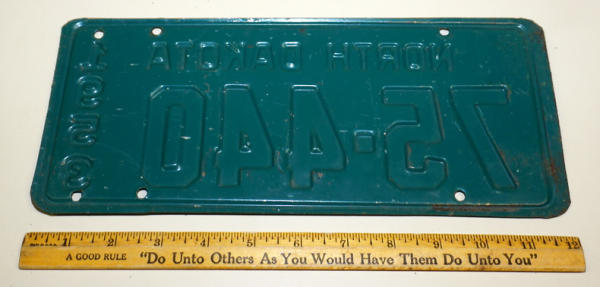 NORTH DAKOTA
75-440
1953
1 2 3 4 5 6 7 8 9 10 11 12
A GOOD RULE "Do Unto Others As You Would Have Them Do Unto You"